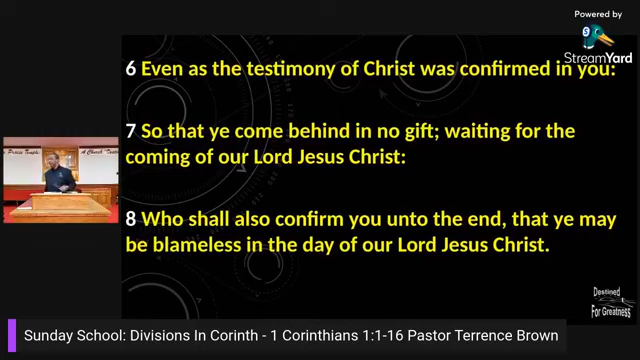 Powered by
StreamYard
6 Even as the testimony of Christ was confirmed in you:
7 So that ye come behind in no gift; waiting for the
coming of our Lord Jesus Christ:
8 Who shall also confirm you unto the end, that ye may
be blameless in the day of our Lord Jesus Christ.
Praise Temple
A Church
Destined
For Greatness
Sunday School: Divisions In Corinth - 1 Corinthians 1:1-16 Pastor Terrence Brown